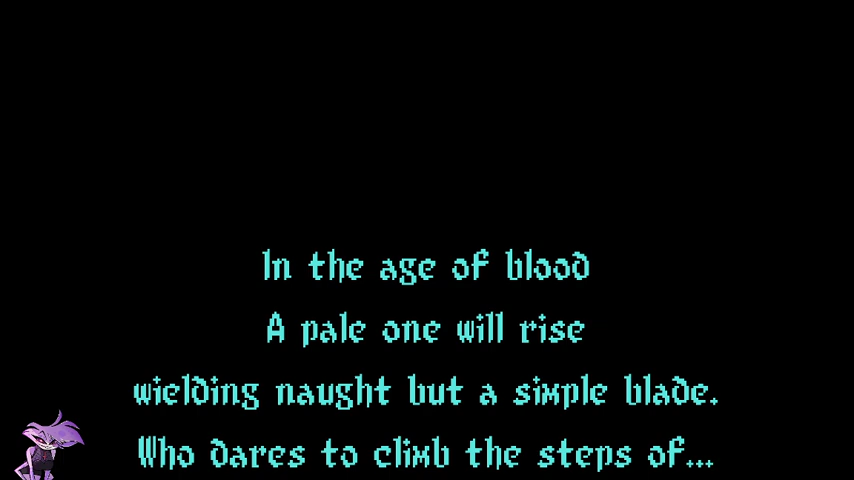 In the age of blood
A pale one will rise
wielding naught but a simple blade.
Who dares to climb the steps of...